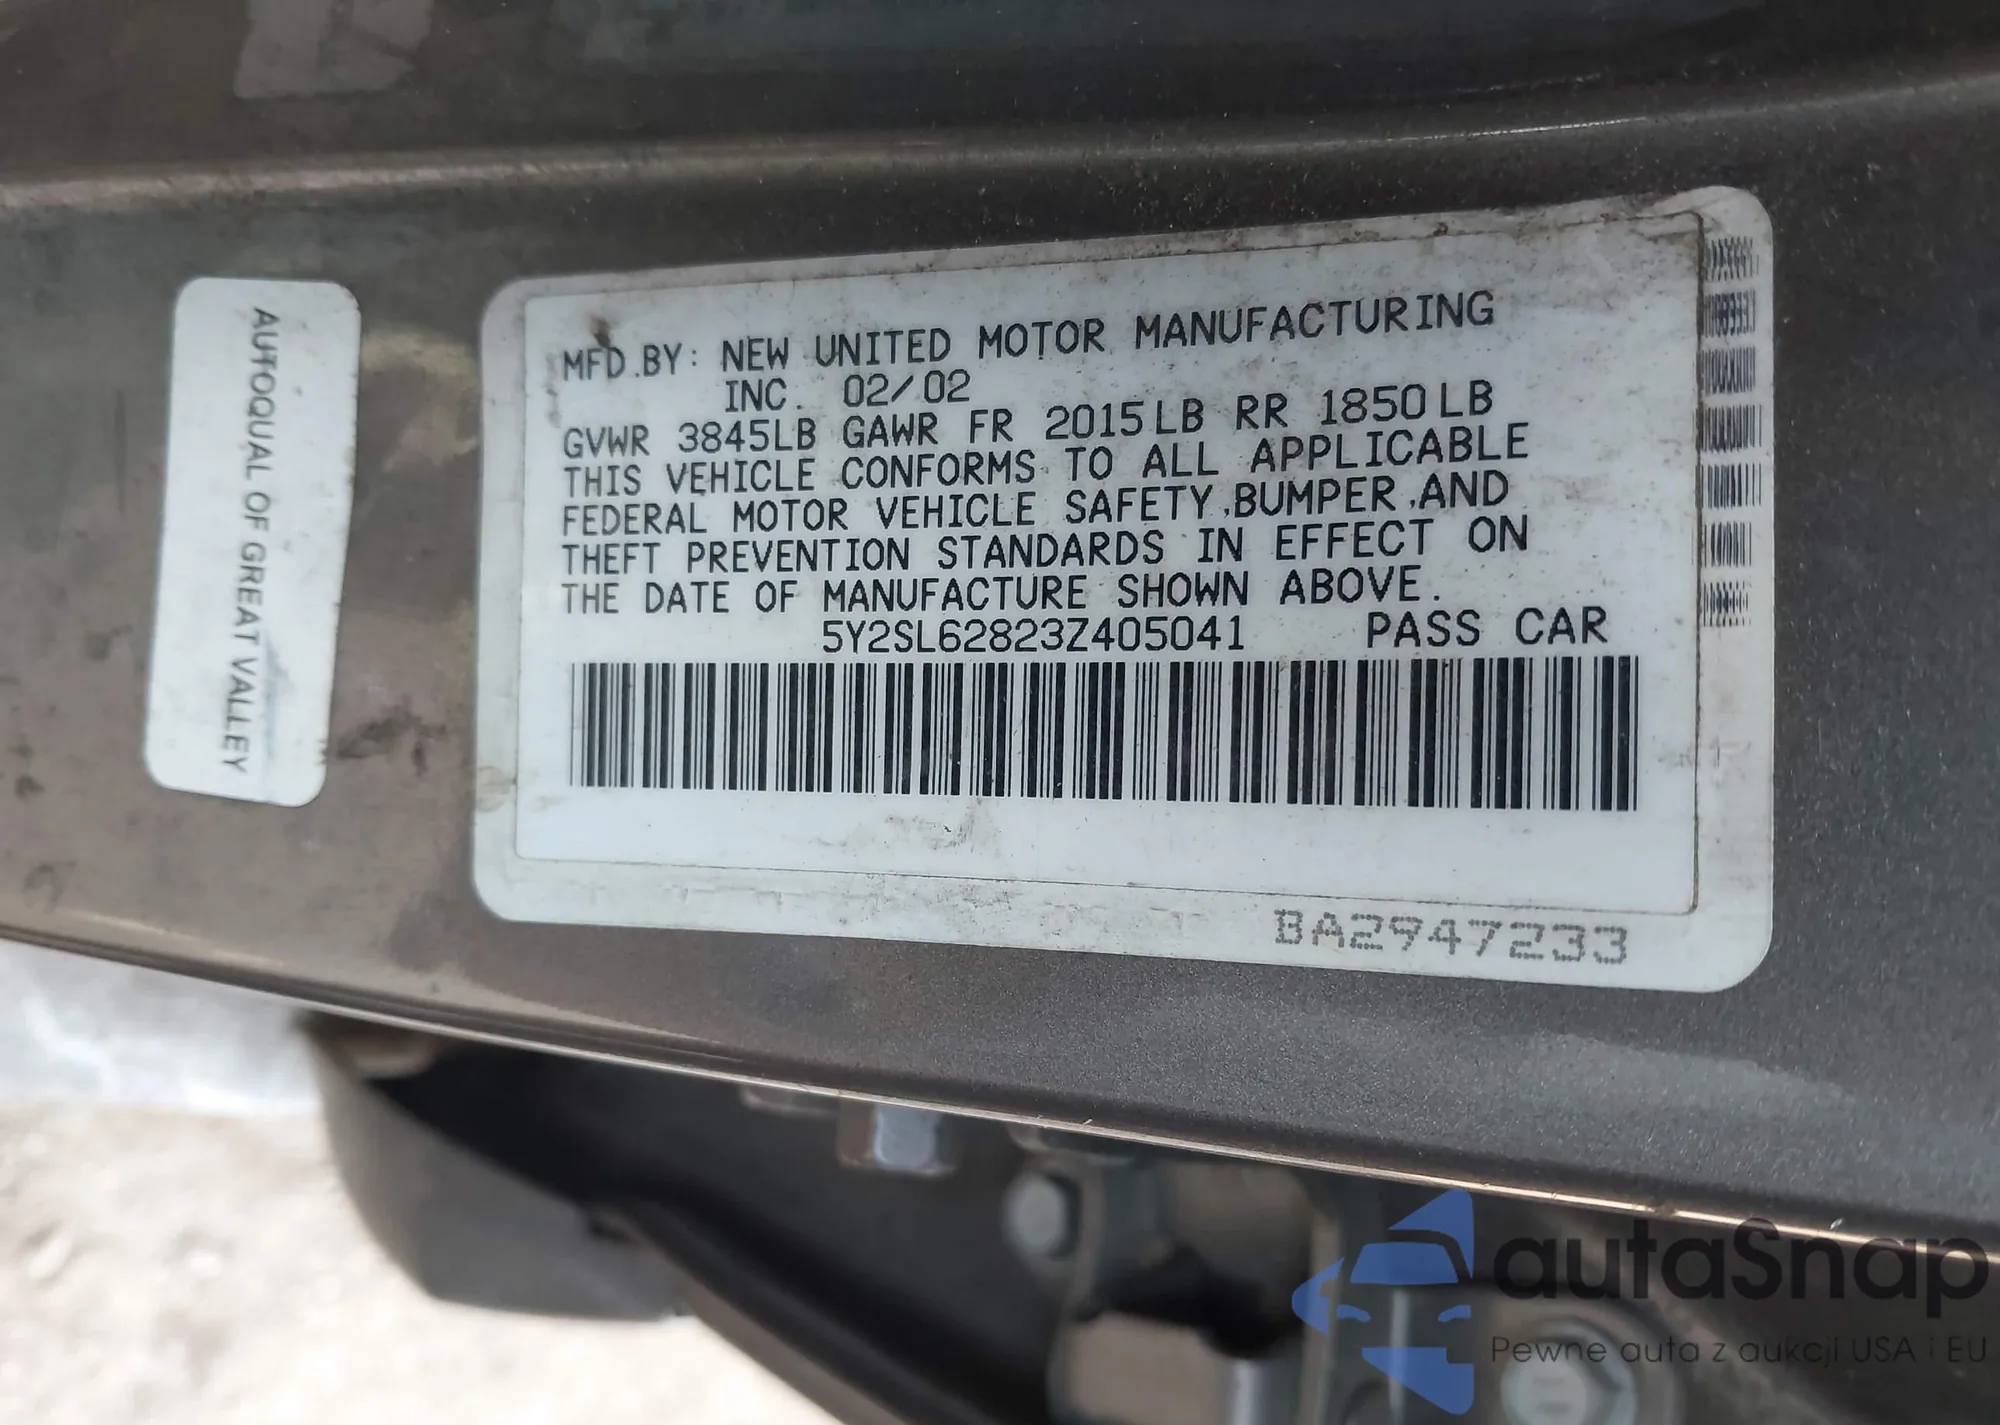 AUTOQUAL OF GREAT VALLEY
MFD.BY: NEW UNITED MOTOR MANUFACTURING
INC. 02/02
GVWR 3845LB GAWR FR 2015LB RR 1850LB
THIS VEHICLE CONFORMS TO ALL APPLICABLE
FEDERAL MOTOR VEHICLE SAFETY,BUMPER,AND
THEFT PREVENTION STANDARDS IN EFFECT ON
THE DATE OF MANUFACTURE SHOWN ABOVE.
5Y2SL62823Z405041 PASS CAR
BA2947233
autaSnap
Pewne auta z aukcji USA i EU